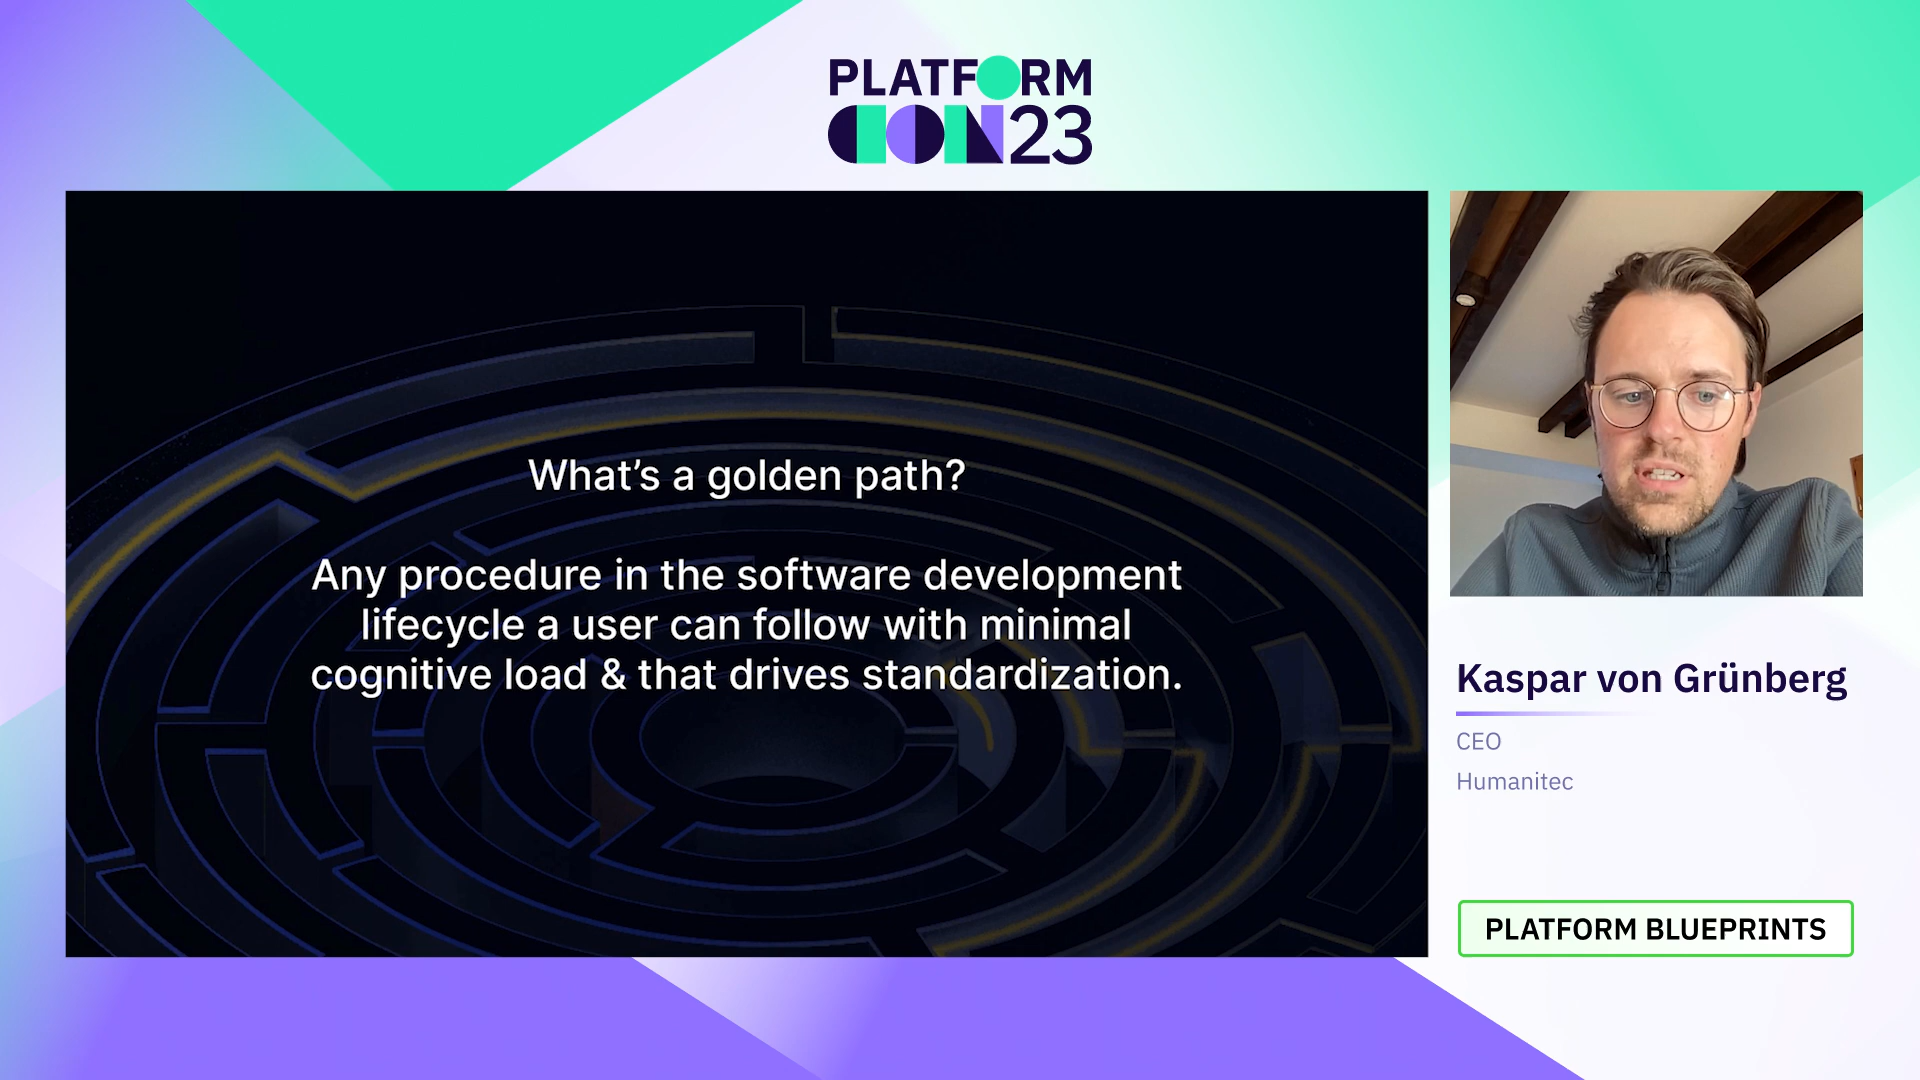 PLATFORM
CON23
What’s a golden path?
Any procedure in the software development
lifecycle a user can follow with minimal
cognitive load & that drives standardization.
Kaspar von Grünberg
CEO
Humanitec
PLATFORM BLUEPRINTS